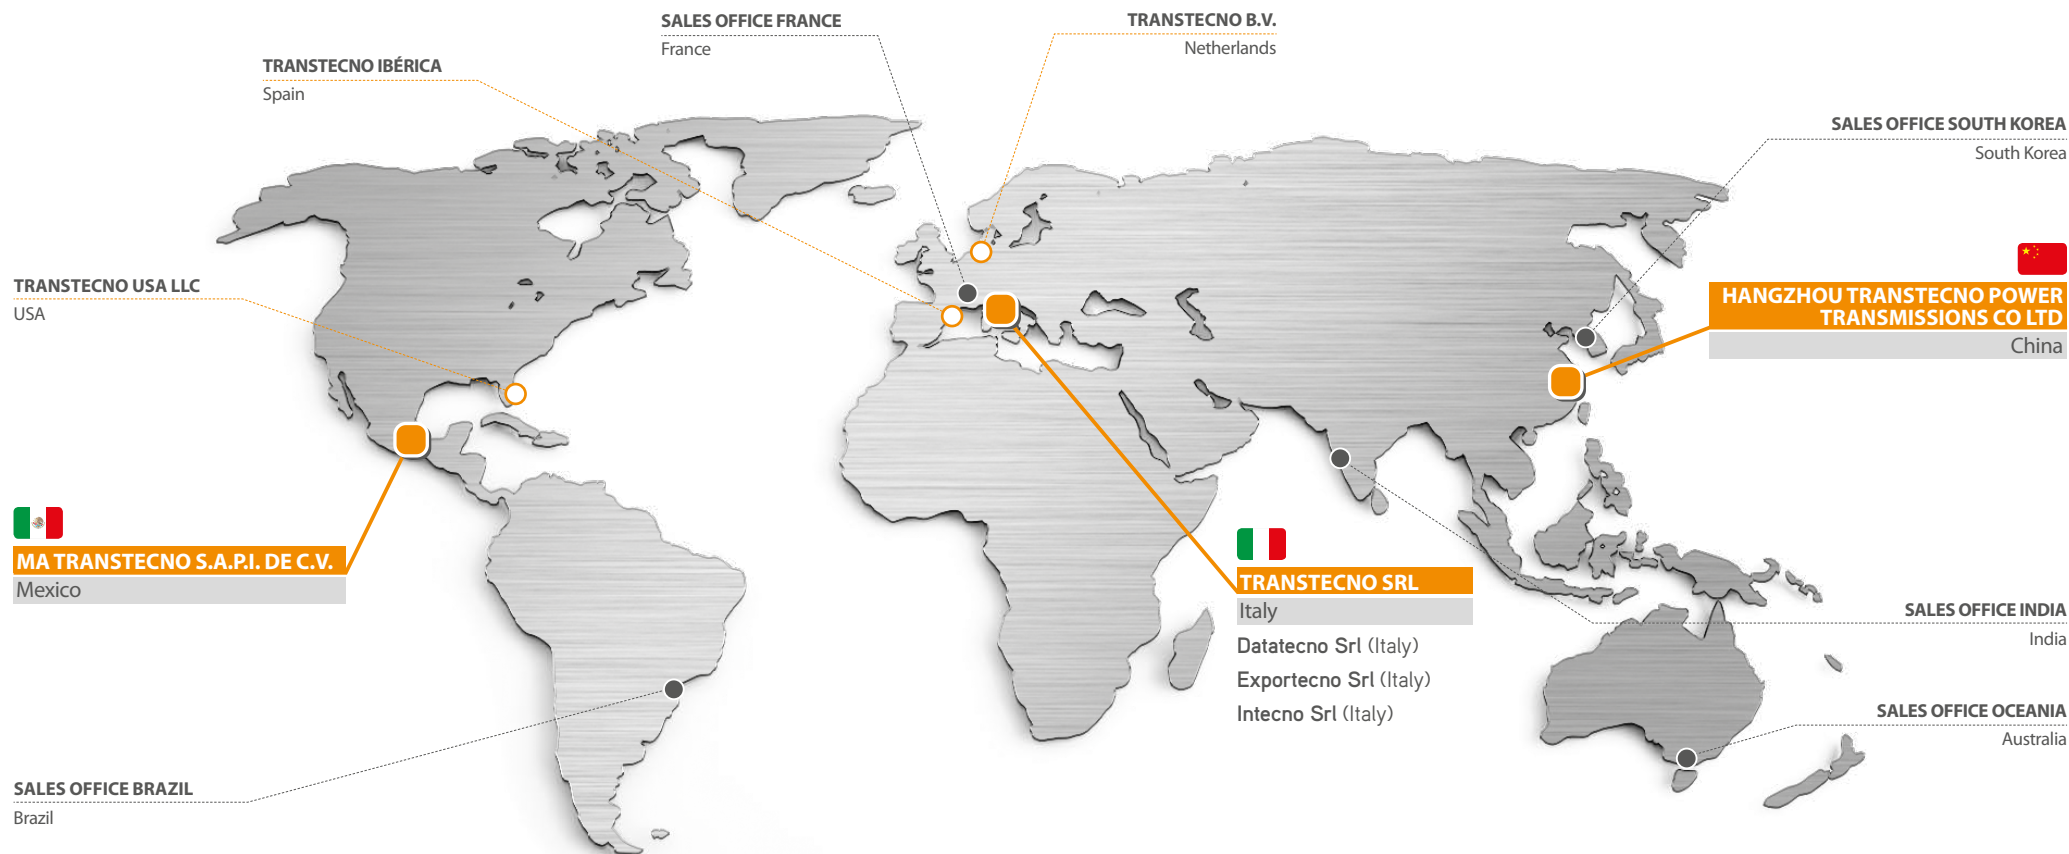 SALES OFFICE FRANCE
France
TRANSTECNO B.V.
Netherlands
TRANSTECNO IBÉRICA
Spain
SALES OFFICE SOUTH KOREA
South Korea
TRANSTECNO USA LLC
USA
HANGZHOU TRANSTECNO POWER
TRANSMISSIONS CO LTD
China
MA TRANSTECNO S.A.P.I. DE C.V.
Mexico
TRANSTECNO SRL
Italy
Datatecno Srl (Italy)
Exportecno Srl (Italy)
Intecno Srl (Italy)
SALES OFFICE INDIA
India
SALES OFFICE OCEANIA
Australia
SALES OFFICE BRAZIL
Brazil